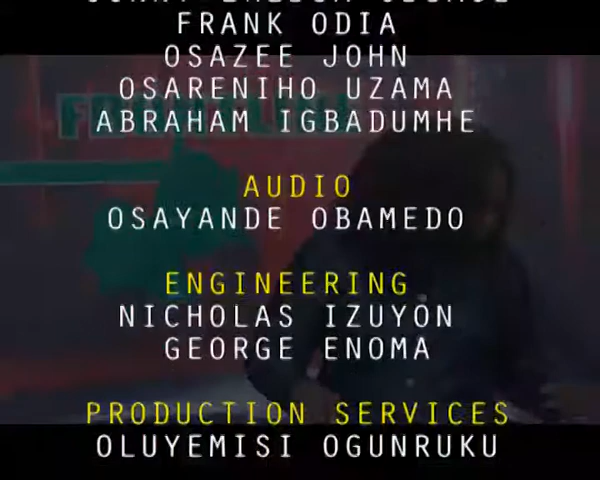 FRANK ODIA
OSAZEE JOHN
OSARENIHO UZAMA
ABRAHAM IGBADUMHE
AUDIO
OSAYANDE OBAMEDO
ENGINEERING
NICHOLAS IZUYON
GEORGE ENOMA
PRODUCTION SERVICES
OLUYEMISI OGUNRUKU